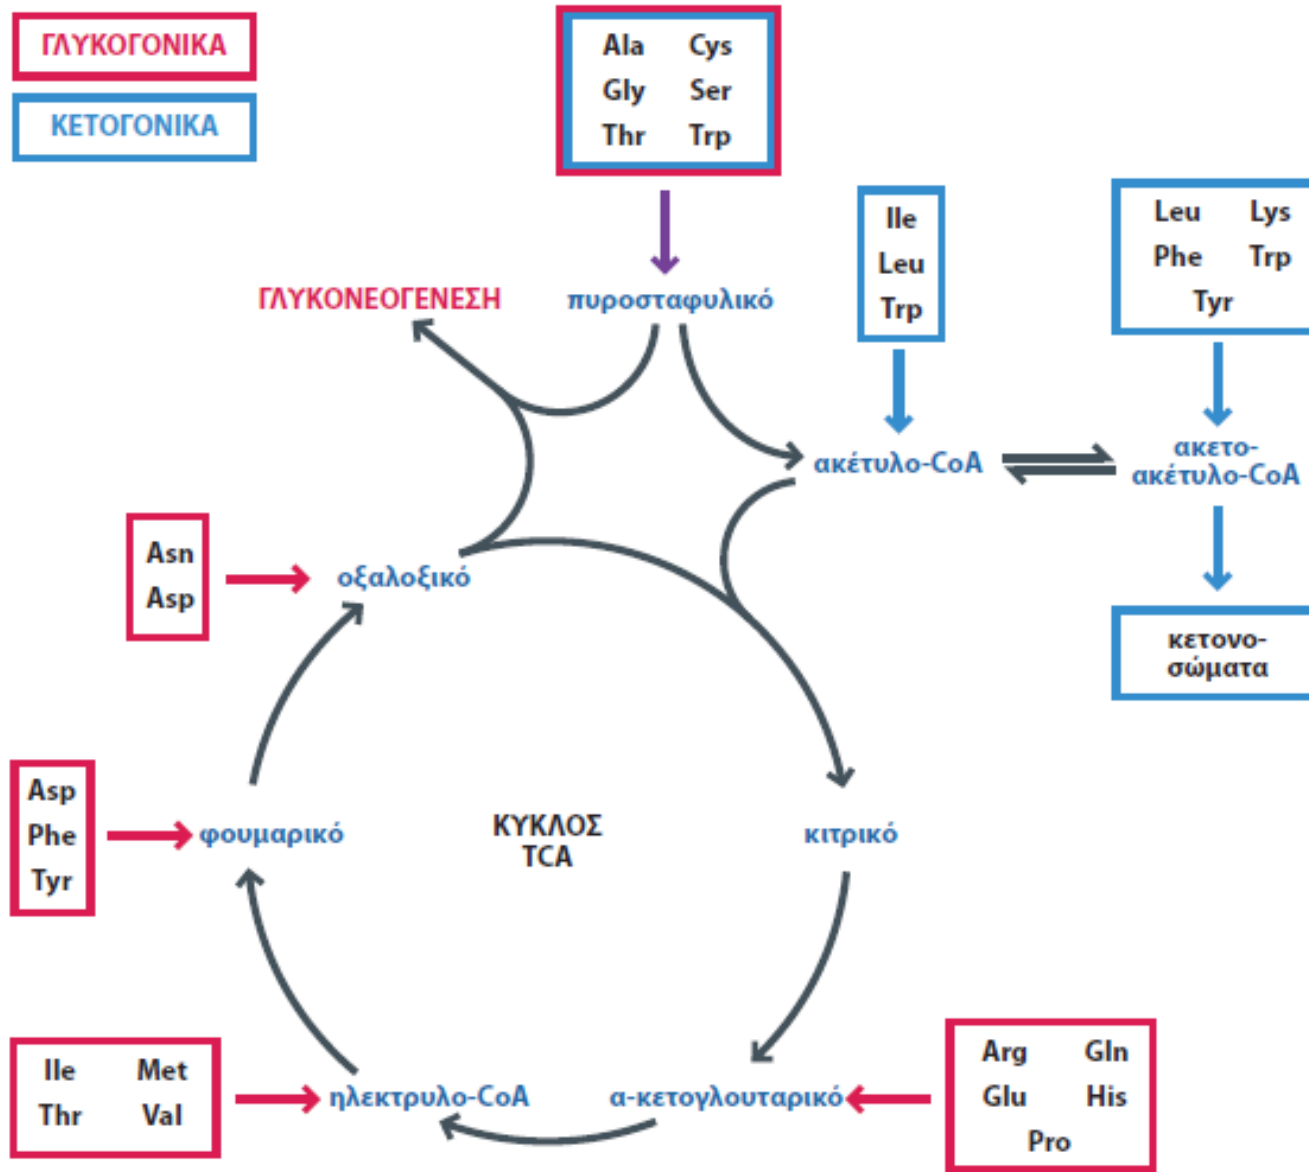 ΓΛΥΚΟΓΟΝΙΚΑ
ΚΕΤΟΓΟΝΙΚΑ
Ala Cys
Gly Ser
Thr Trp
Ile
Leu
Trp
Leu Lys
Phe Trp
Tyr
ΓΛΥΚΟΝΕΟΓΕΝΕΣΗ
πυροσταφυλικό
ακέτυλο-CoA
ακετο-
ακέτυλο-CoA
Asn
Asp
οξαλοξικό
κετονο-
σώματα
Asp
Phe
Tyr
φουμαρικό
ΚΥΚΛΟΣ
TCA
κιτρικό
Ile Met
Thr Val
ηλεκτρυλο-CoA
α-κετογλουταρικό
Arg Gln
Glu His
Pro